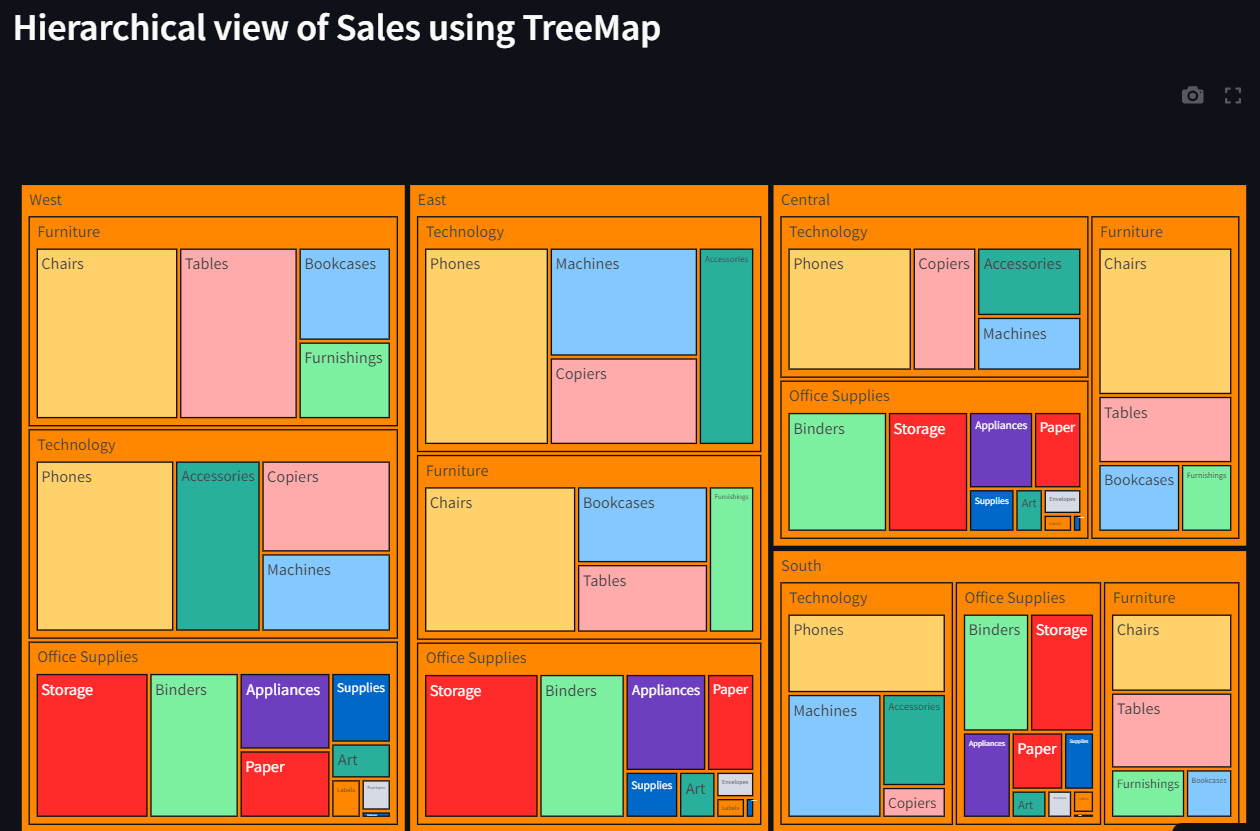 Hierarchical view of Sales using TreeMap
West
Furniture
Chairs
Tables
Bookcases
Furnishings
Technology
Phones
Accessories
Copiers
Machines
Office Supplies
Storage
Binders
Appliances
Supplies
Paper
Art
Labels
Envelopes
East
Technology
Phones
Machines
Accessories
Copiers
Furniture
Chairs
Bookcases
Furnishings
Tables
Office Supplies
Storage
Binders
Appliances
Paper
Supplies
Art
Envelopes
Labels
Central
Technology
Phones
Copiers
Accessories
Machines
Office Supplies
Binders
Storage
Appliances
Paper
Supplies
Art
Envelopes
Furniture
Chairs
Tables
Bookcases
Furnishings
South
Technology
Phones
Machines
Accessories
Copiers
Office Supplies
Binders
Storage
Appliances
Paper
Supplies
Art
Furniture
Chairs
Tables
Furnishings
Bookcases